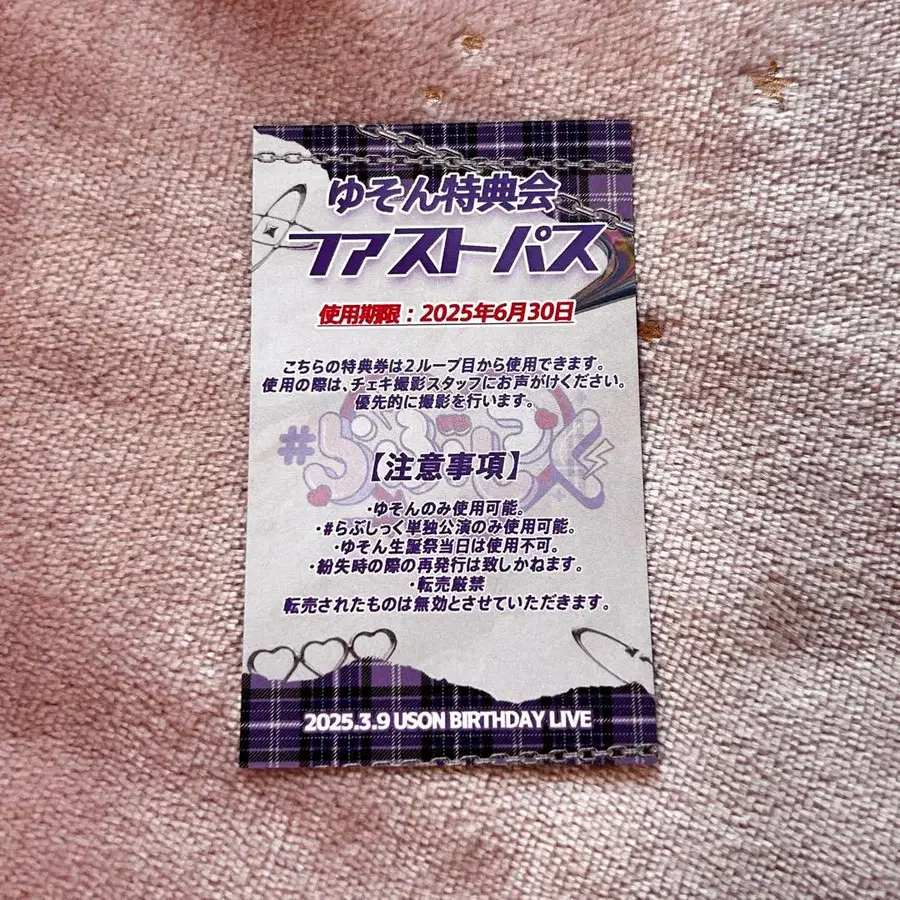 ゆそん特典会
ファストパス
使用期限：2025年6月30日
こちらの特典券は2ループ目から使用できます。
使用の際は、チェキ撮影スタッフにお声がけください。
優先的に撮影を行います。
#らぶしっく
【注意事項】
・ゆそんのみ使用可能。
・#らぶしっく単独公演のみ使用可能。
・ゆそん生誕祭当日は使用不可。
・紛失時の際の再発行は致しかねます。
・転売厳禁
転売されたものは無効とさせていただきます。
2025.3.9 USON BIRTHDAY LIVE